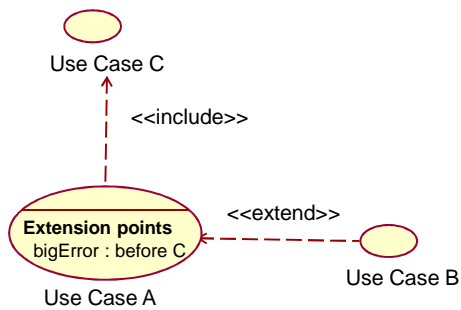 Use Case C
<<include>>
<<extend>>
Extension points
bigError : before C
Use Case B
Use Case A